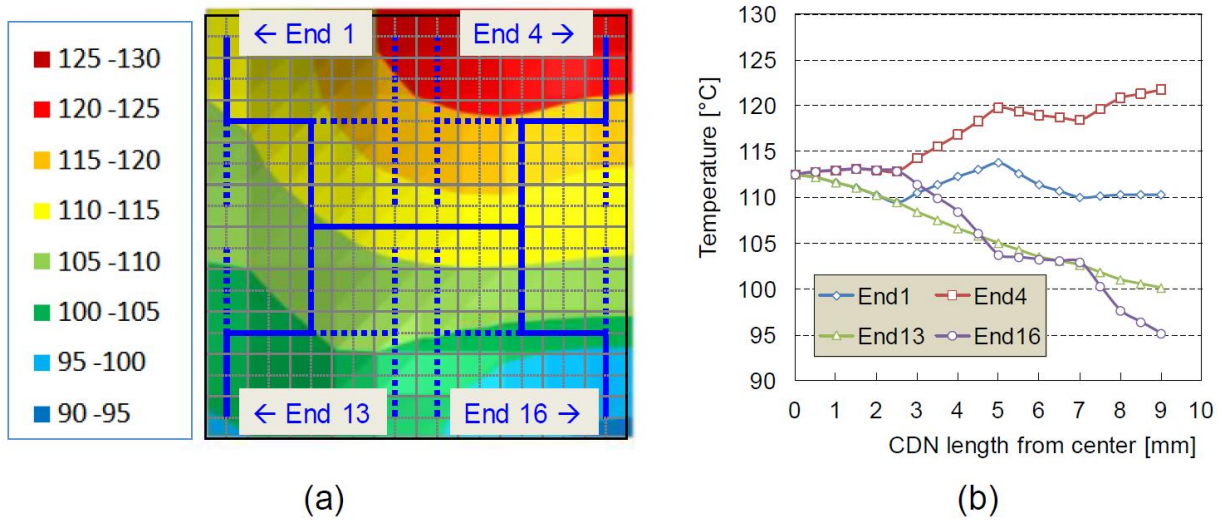 125 -130
120 -125
115 -120
110 -115
105 -110
100 -105
95 -100
90 -95
← End 1
End 4 →
← End 13
End 16 →
(a)
130
125
120
115
110
105
100
95
90
Temperature [°C]
End1
End4
End13
End16
0 1 2 3 4 5 6 7 8 9 10
CDN length from center [mm]
(b)